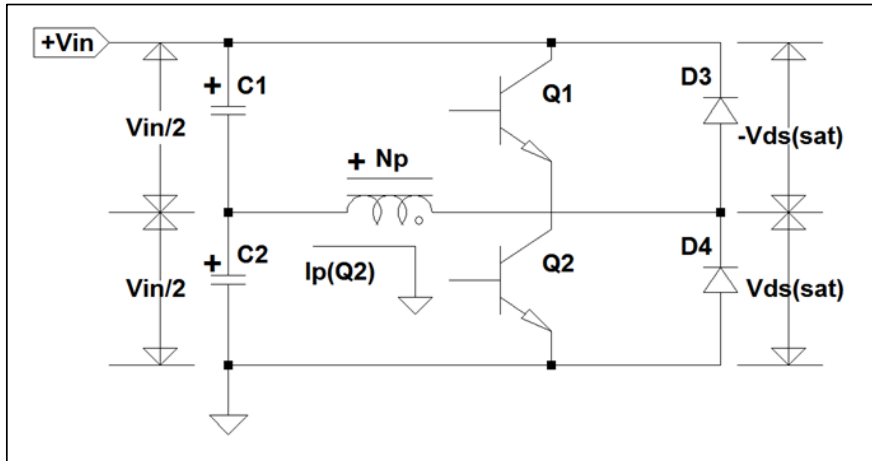 +Vin
+ C1
Q1
D3
Vin/2
-Vds(sat)
+ Np
+ C2
Ip(Q2)
Q2
D4
Vin/2
Vds(sat)